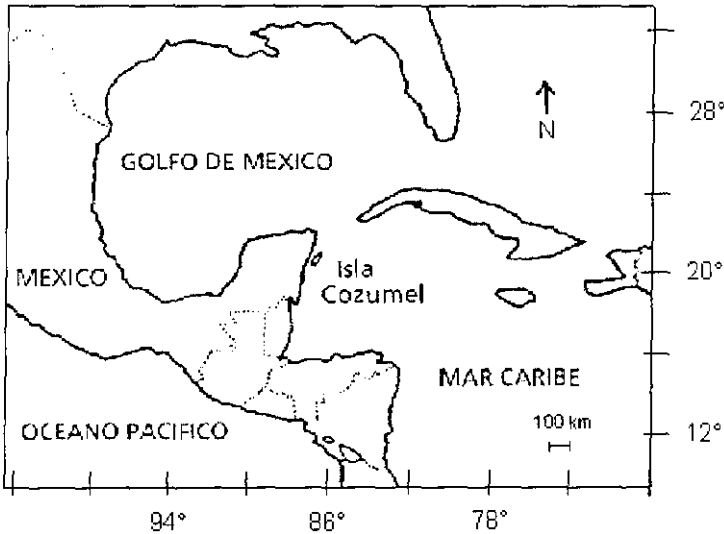 N
28°
GOLFO DE MEXICO
MEXICO
Isla
Cozumel
20°
MAR CARIBE
100 km
OCEANO PACIFICO
12°
94°
86°
78°